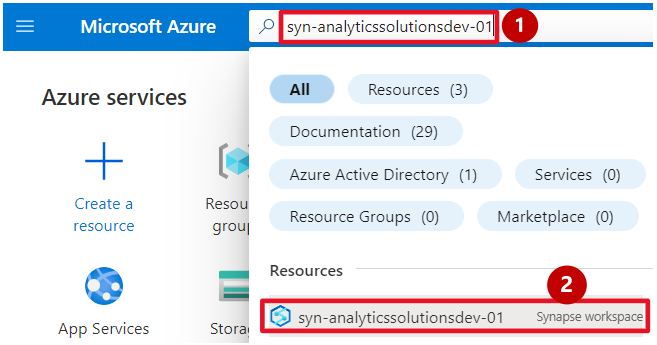 Microsoft Azure
syn-analyticssolutionsdev-01
1
All
Resources (3)
Documentation (29)
Azure Active Directory (1)
Services (0)
Resource Groups (0)
Marketplace (0)
Azure services
Create a
resource
Resou
group
App Services
Storag
Resources
2
syn-analyticssolutionsdev-01
Synapse workspace